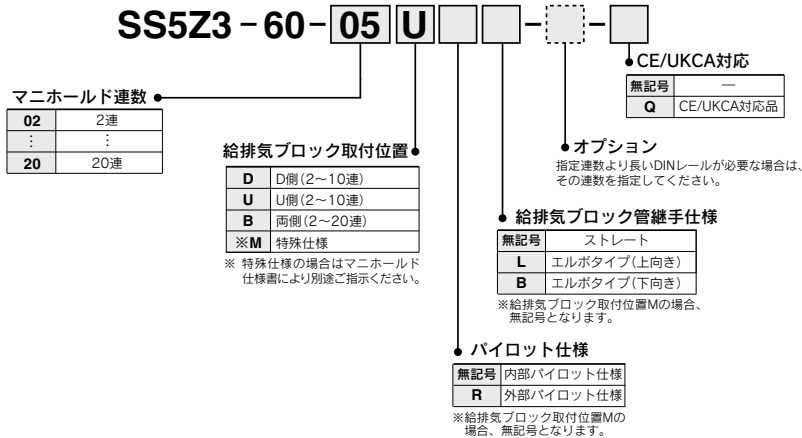 SS5Z3-60-05 U
CE/UKCA対応
無記号 —
Q CE/UKCA対応品
マニホールド連数
02 2連
⋮ ⋮
20 20連
オプション
指定連数より長いDINレールが必要な場合は、
その連数を指定してください。
給排気ブロック取付位置
D D側(2〜10連)
U U側(2〜10連)
B 両側(2〜20連)
※M 特殊仕様
※ 特殊仕様の場合はマニホールド
仕様書により別途ご指示ください。
給排気ブロック管継手仕様
無記号 ストレート
L エルボタイプ(上向き)
B エルボタイプ(下向き)
※給排気ブロック取付位置Mの場合、
無記号となります。
パイロット仕様
無記号 内部パイロット仕様
R 外部パイロット仕様
※給排気ブロック取付位置Mの
場合、無記号となります。